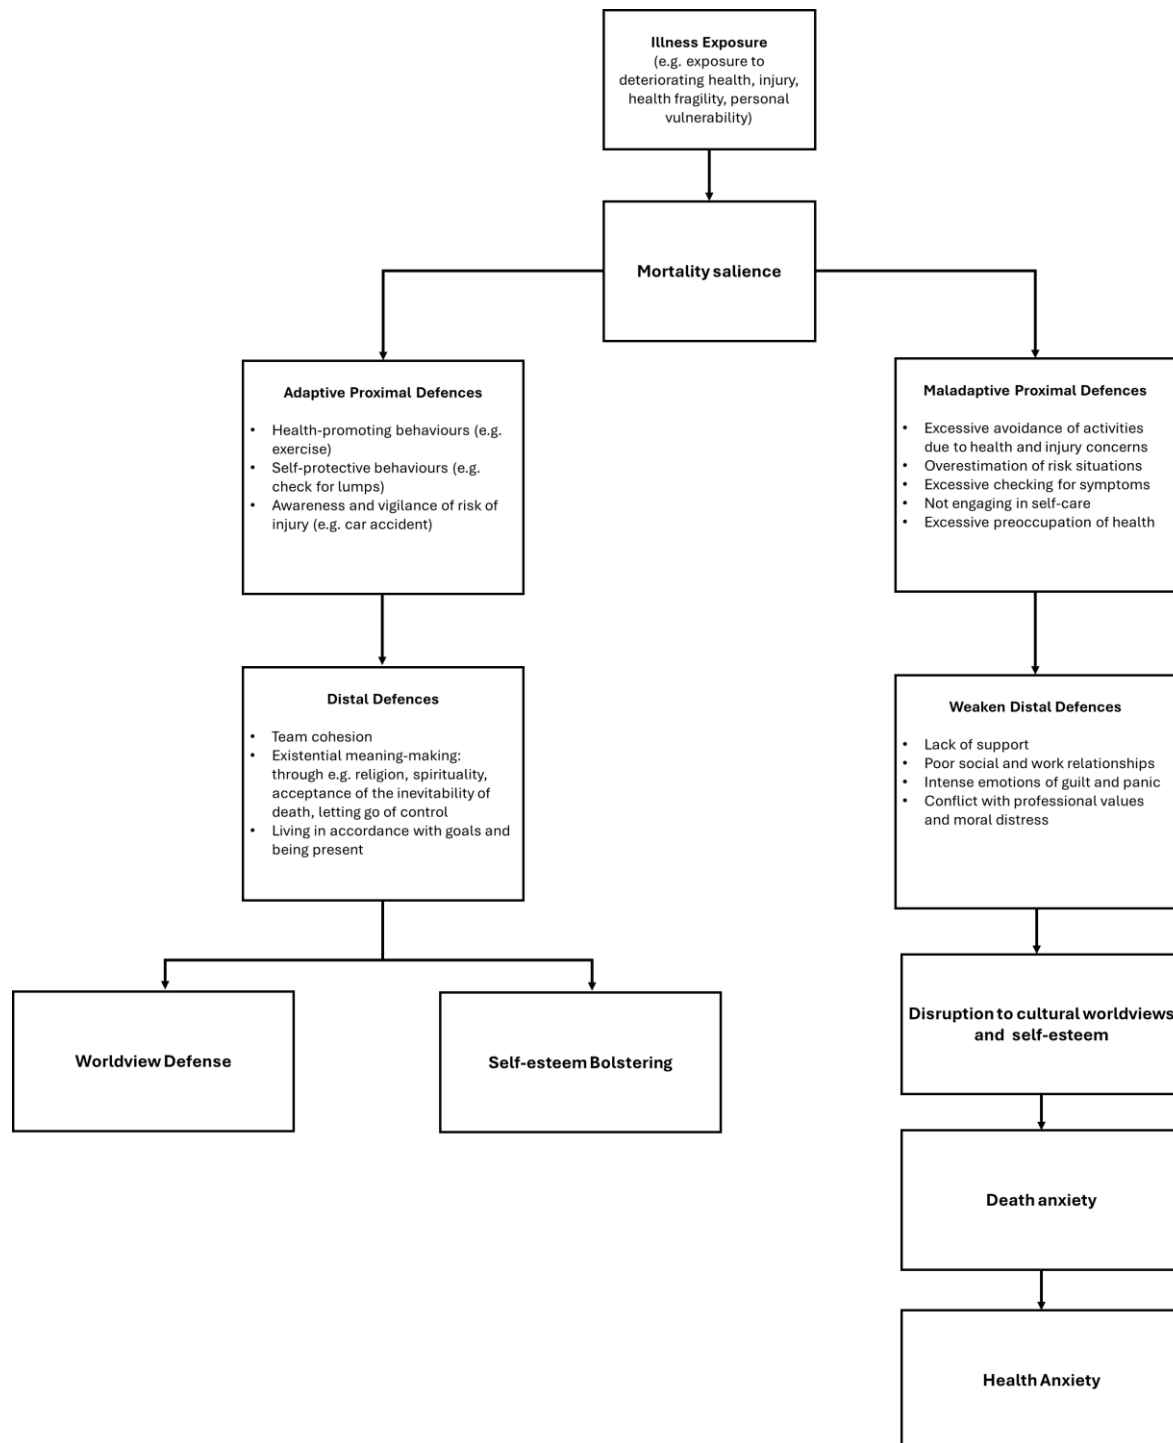 Illness Exposure
(e.g. exposure to
deteriorating health, injury,
health fragility, personal
vulnerability)
Mortality salience
Adaptive Proximal Defences
• Health-promoting behaviours (e.g.
exercise)
• Self-protective behaviours (e.g.
check for lumps)
• Awareness and vigilance of risk of
injury (e.g. car accident)
Maladaptive Proximal Defences
• Excessive avoidance of activities
due to health and injury concerns
• Overestimation of risk situations
• Excessive checking for symptoms
• Not engaging in self-care
• Excessive preoccupation of health
Distal Defences
• Team cohesion
• Existential meaning-making:
through e.g. religion, spirituality,
acceptance of the inevitability of
death, letting go of control
• Living in accordance with goals and
being present
Weaken Distal Defences
• Lack of support
• Poor social and work relationships
• Intense emotions of guilt and panic
• Conflict with professional values
and moral distress
Worldview Defense
Self-esteem Bolstering
Disruption to cultural worldviews
and self-esteem
Death anxiety
Health Anxiety